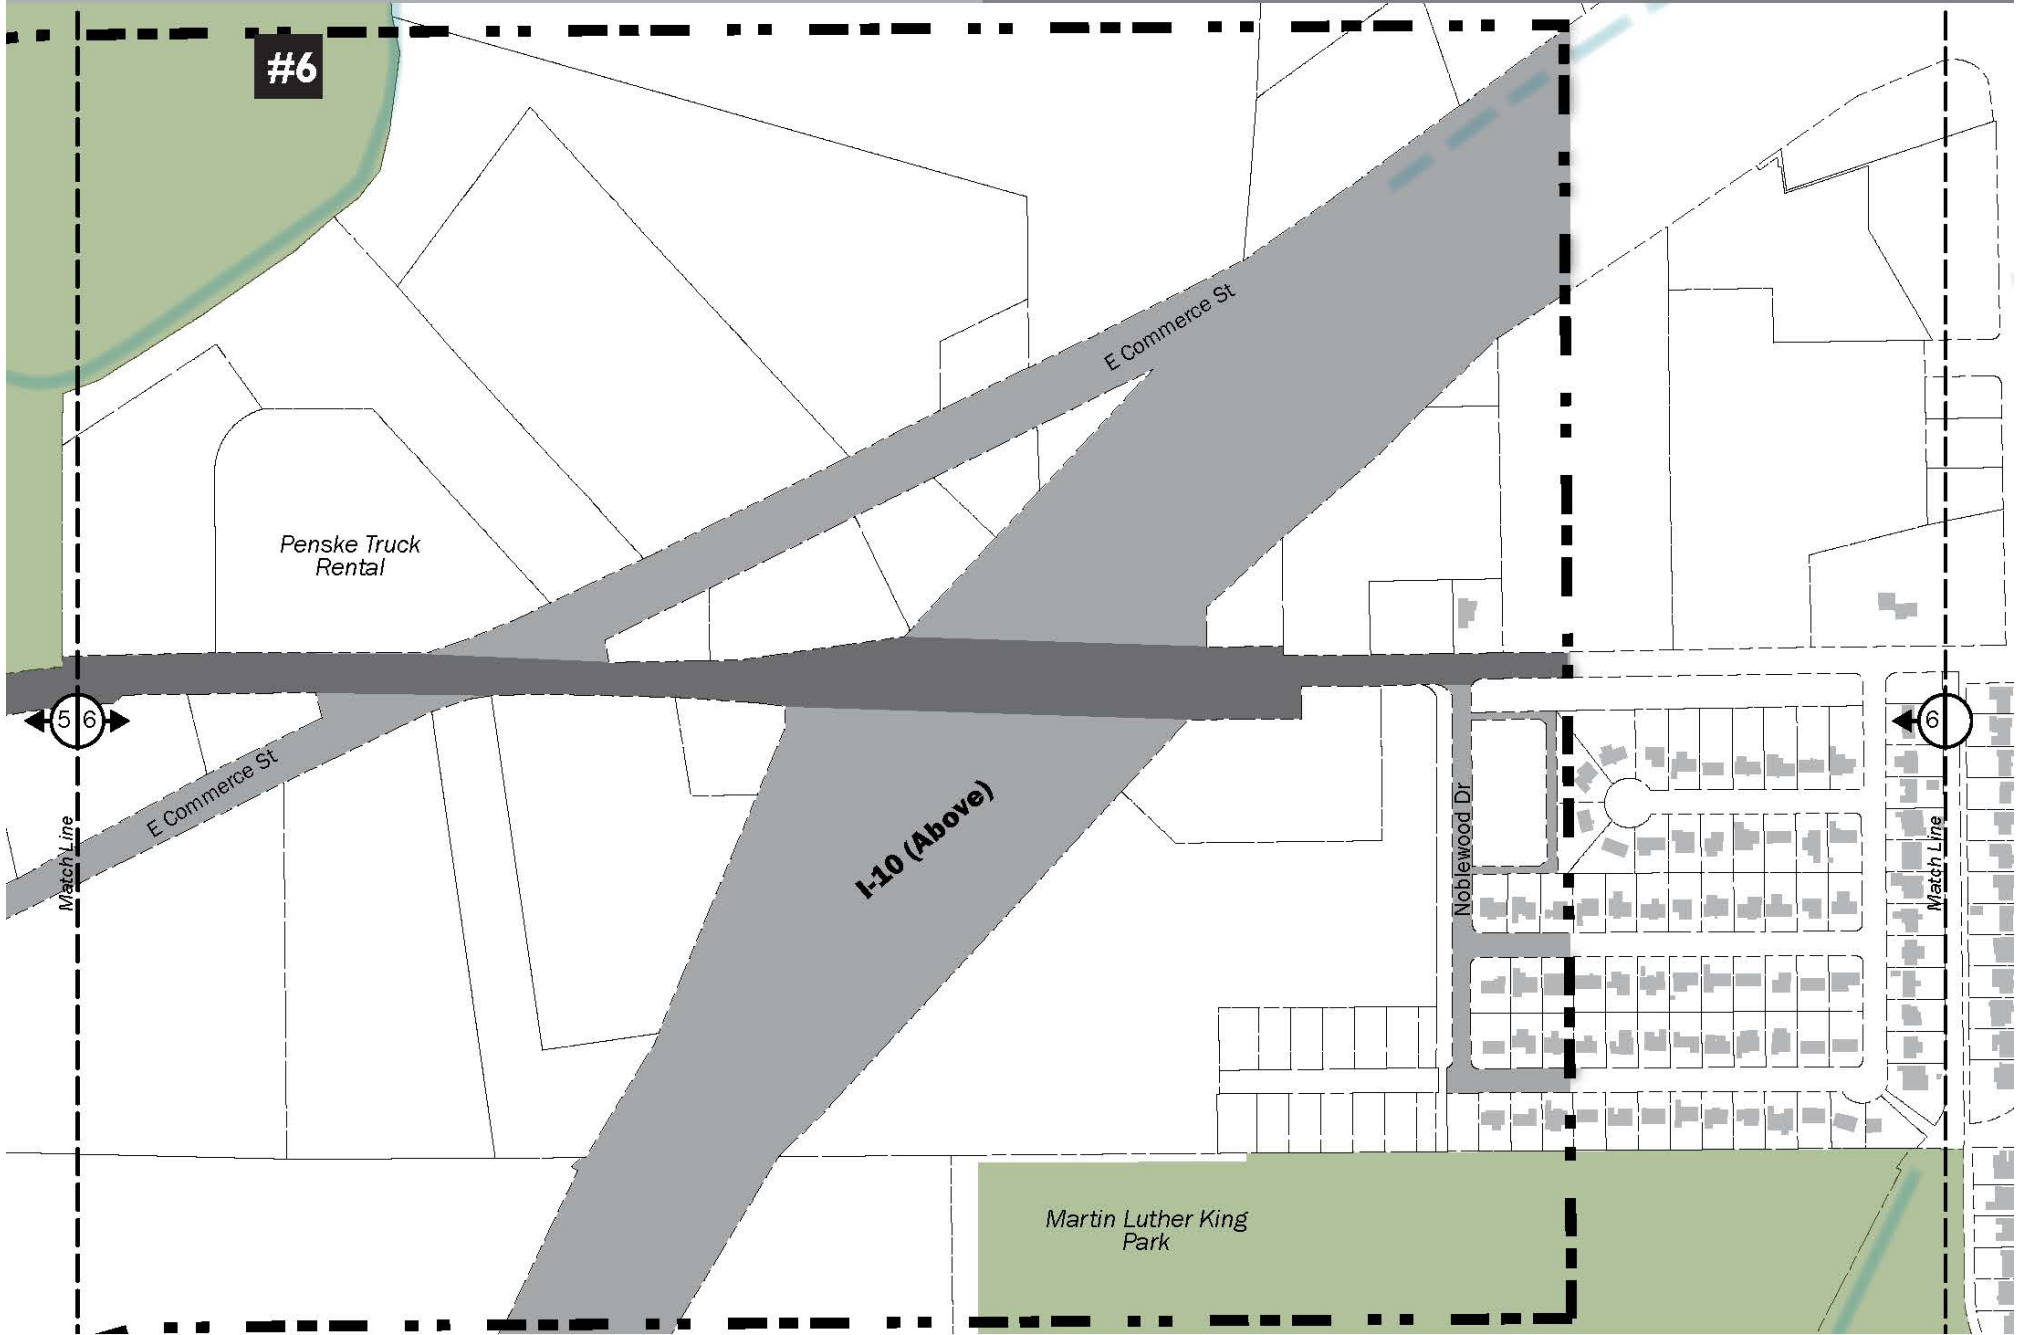 #6
E Commerce St
Penske Truck
Rental
5 6
6
E Commerce St
Match Line
I-10 (Above)
Noblewood Dr
Match Line
Martin Luther King
Park